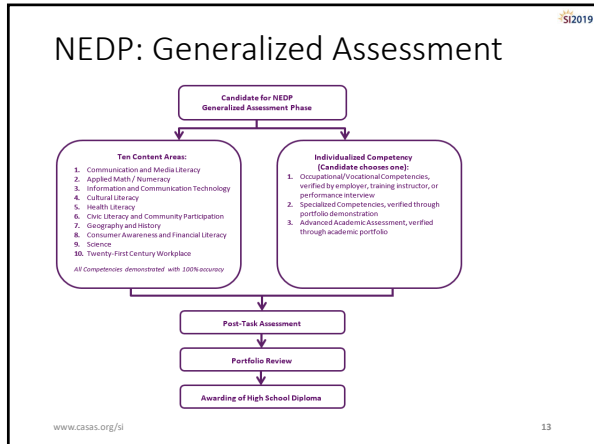 SI2019
NEDP: Generalized Assessment
Candidate for NEDP
Generalized Assessment Phase
Ten Content Areas:
1. Communication and Media Literacy
2. Applied Math / Numeracy
3. Information and Communication Technology
4. Cultural Literacy
5. Health Literacy
6. Civic Literacy and Community Participation
7. Geography and History
8. Consumer Awareness and Financial Literacy
9. Science
10. Twenty-First Century Workplace
All Competencies demonstrated with 100% accuracy
Individualized Competency
(Candidate chooses one):
1. Occupational/Vocational Competencies,
verified by employer, training instructor, or
performance interview
2. Specialized Competencies, verified through
portfolio demonstration
3. Advanced Academic Assessment, verified
through academic portfolio
Post-Task Assessment
Portfolio Review
Awarding of High School Diploma
www.casas.org/si
13